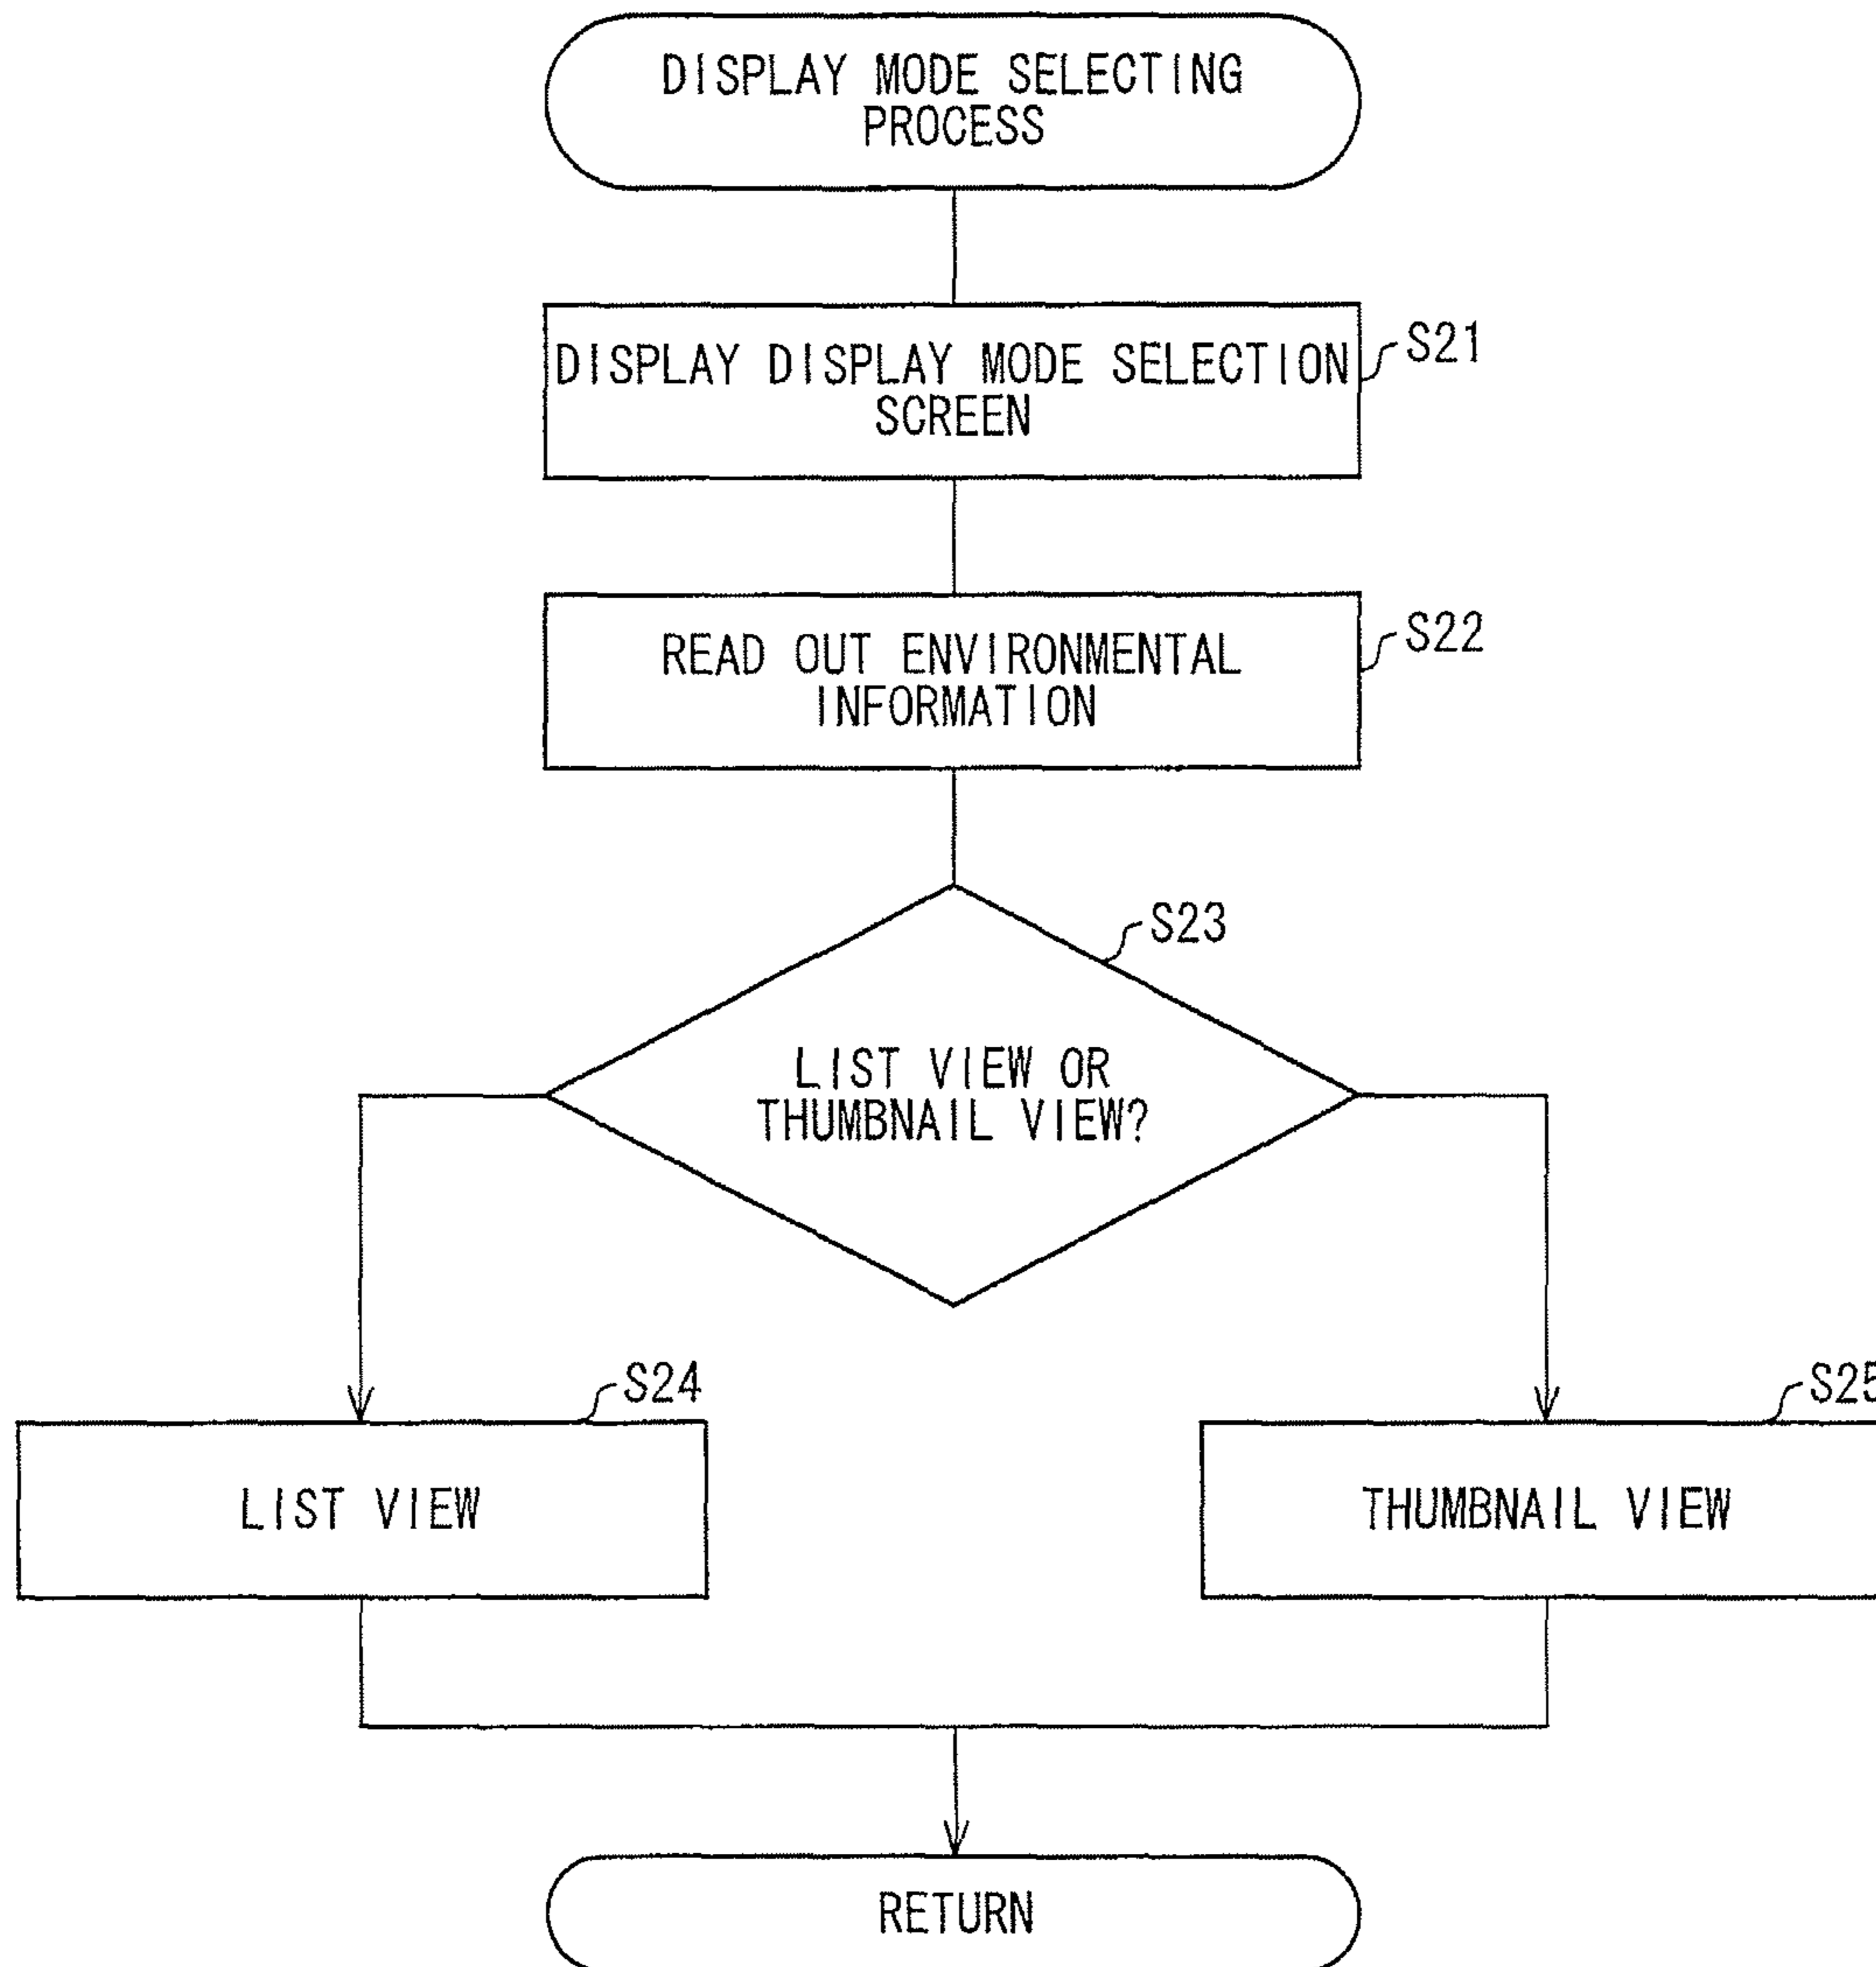 DISPLAY MODE SELECTING
PROCESS
DISPLAY DISPLAY MODE SELECTION
SCREEN
S21
READ OUT ENVIRONMENTAL
INFORMATION
S22
S23
LIST VIEW OR
THUMBNAIL VIEW?
S24
LIST VIEW
S25
THUMBNAIL VIEW
RETURN